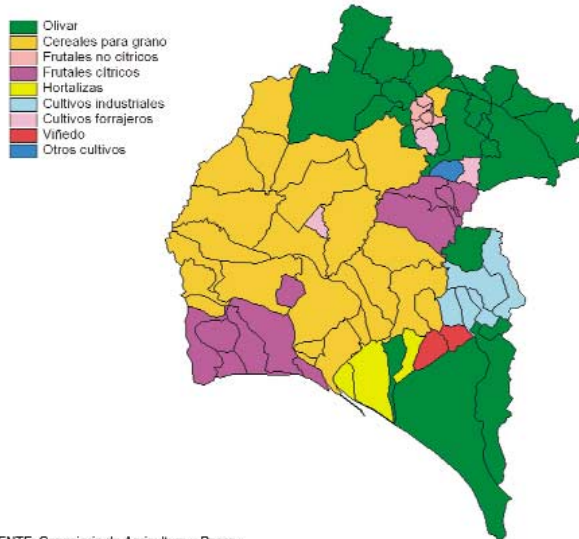 Olivar
Cereales para grano
Frutales no cítricos
Frutales cítricos
Hortalizas
Cultivos industriales
Cultivos forrajeros
Viñedo
Otros cultivos